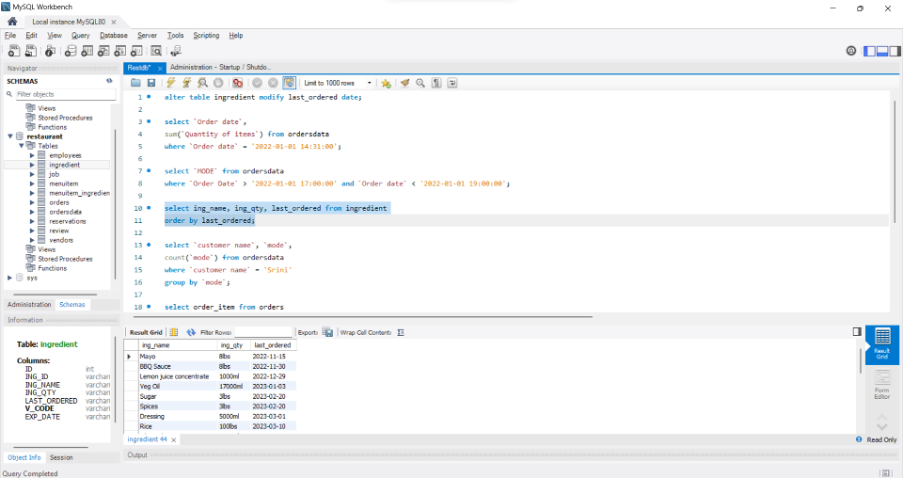 MySQL Workbench
Local instance MySQL80 ×
File Edit View Query Database Server Tools Scripting Help
Navigator
SCHEMAS
Filter objects
Views
Stored Procedures
Functions
restaurant
Tables
employees
ingredient
job
menuitem
menuitem_ingredien
orders
ordersdata
reservations
review
vendors
Views
Stored Procedures
Functions
sys
Administration Schemas
Information
Table: ingredient
Columns:
ID int
ING_ID varchar
ING_NAME varchar
ING_QTY varchar
LAST_ORDERED varchar
V_CODE varchar
EXP_DATE varchar
Object Info Session
Query Completed
Restdb* × Administration - Startup / Shutdo...
Limit to 1000 rows
1 alter table ingredient modify last_ordered date;
2
3 select `Order date`,
4 sum(`Quantity of items`) from ordersdata
5 where `Order date` = '2022-01-01 14:31:00';
6
7 select `MODE` from ordersdata
8 where `Order Date` > '2022-01-01 17:00:00' and `Order date` < '2022-01-01 19:00:00';
9
10 select ing_name, ing_qty, last_ordered from ingredient
11 order by last_ordered;
12
13 select `customer name`, `mode`,
14 count(`mode`) from ordersdata
15 where `customer name` = 'Srini'
16 group by `mode`;
17
18 select order_item from orders
Result Grid Filter Rows: Export: Wrap Cell Content:
ing_name ing_qty last_ordered
Mayo 8lbs 2022-11-15
BBQ Sauce 8lbs 2022-11-30
Lemon juice concentrate 1000ml 2022-12-29
Veg Oil 17000ml 2023-01-03
Sugar 3lbs 2023-02-20
Spices 3lbs 2023-02-20
Dressing 5000ml 2023-03-01
Rice 100lbs 2023-03-10
Result Grid
Form Editor
ingredient 44 × Read Only
Output